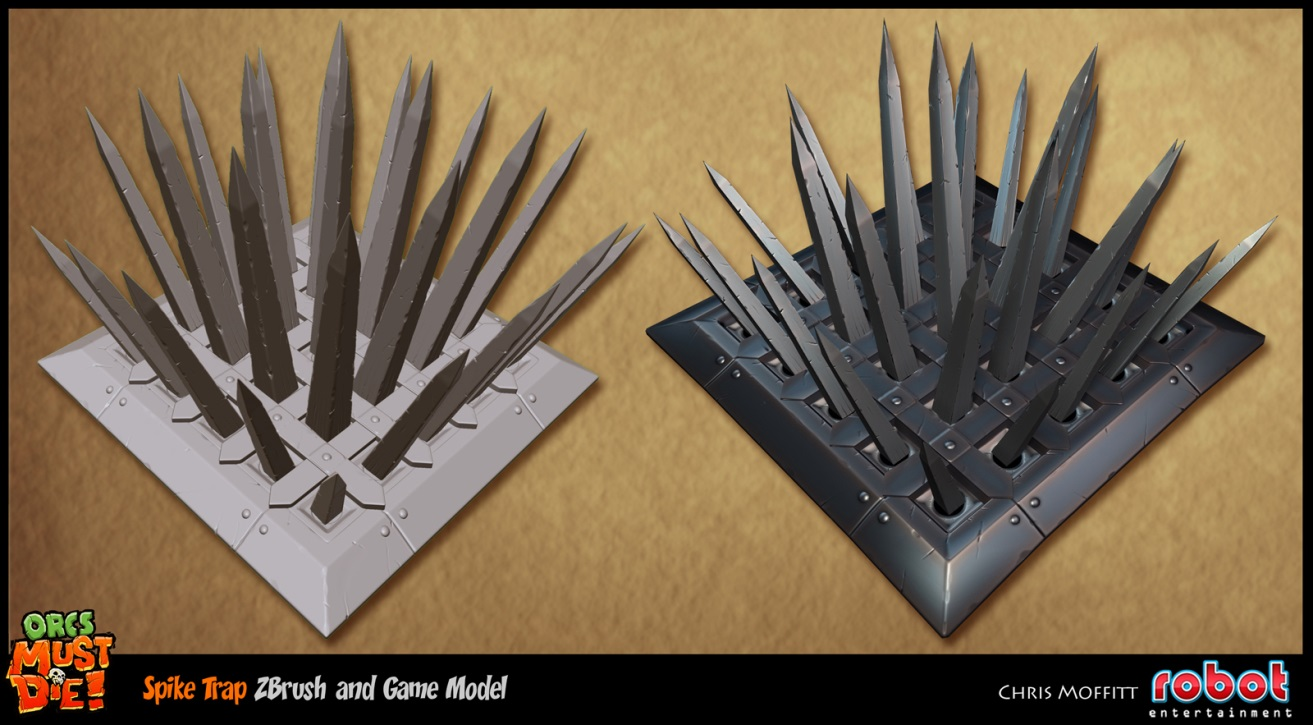 ORCS
MUST
DIE!
Spike Trap ZBrush and Game Model
Chris Moffitt
robot
entertainment